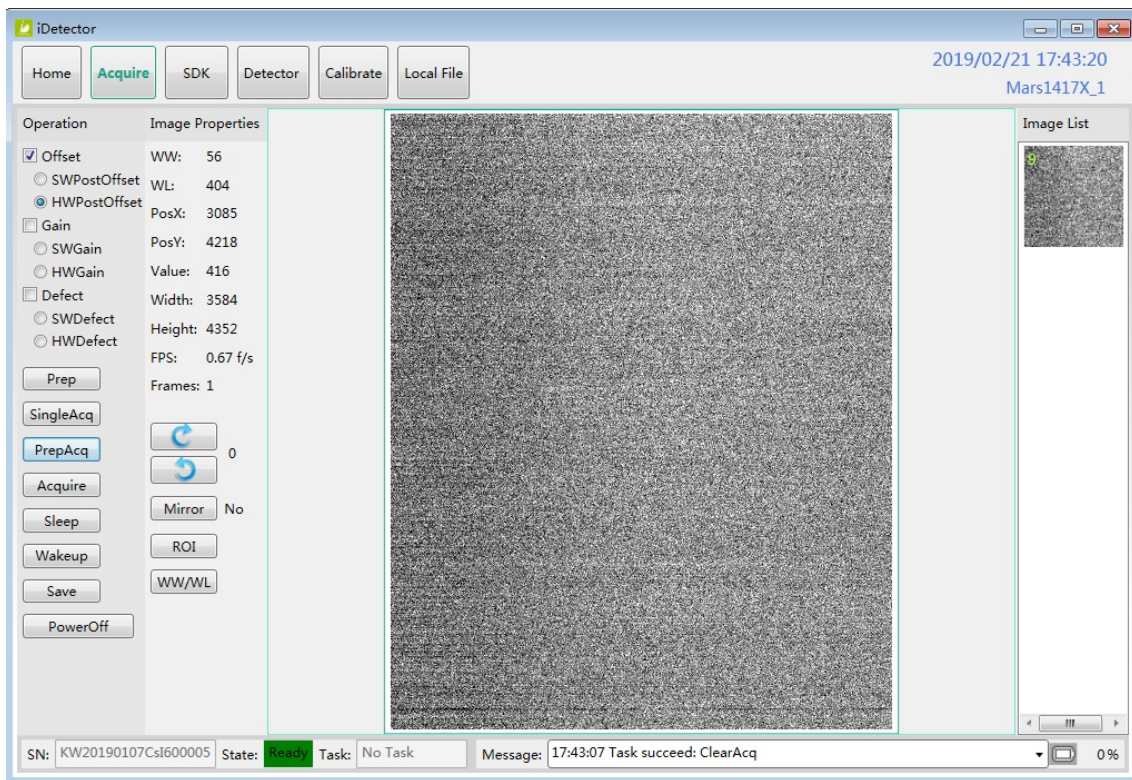 iDetector
Home Acquire SDK Detector Calibrate Local File
2019/02/21 17:43:20
Mars1417X_1
Operation
Offset
SWPostOffset
HWPostOffset
Gain
SWGain
HWGain
Defect
SWDefect
HWDefect
Prep
SingleAcq
PrepAcq
Acquire
Sleep
Wakeup
Save
PowerOff
Image Properties
WW: 56
WL: 404
PosX: 3085
PosY: 4218
Value: 416
Width: 3584
Height: 4352
FPS: 0.67 f/s
Frames: 1
0
Mirror No
ROI
WW/WL
Image List
9
SN: KW20190107CsI600005 State: Ready Task: No Task Message: 17:43:07 Task succeed: ClearAcq 0%